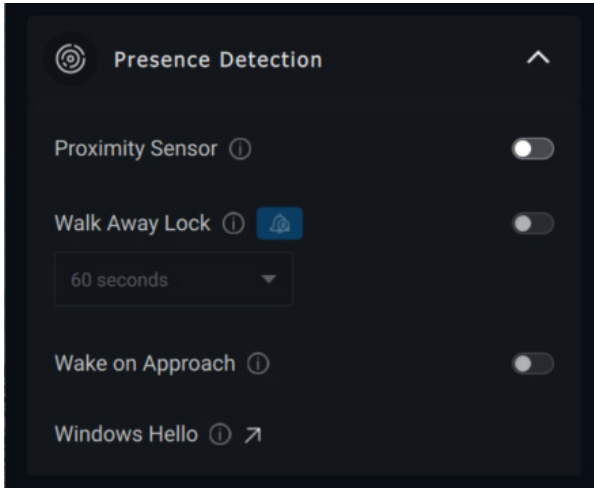 Presence Detection
Proximity Sensor
Walk Away Lock
60 seconds
Wake on Approach
Windows Hello